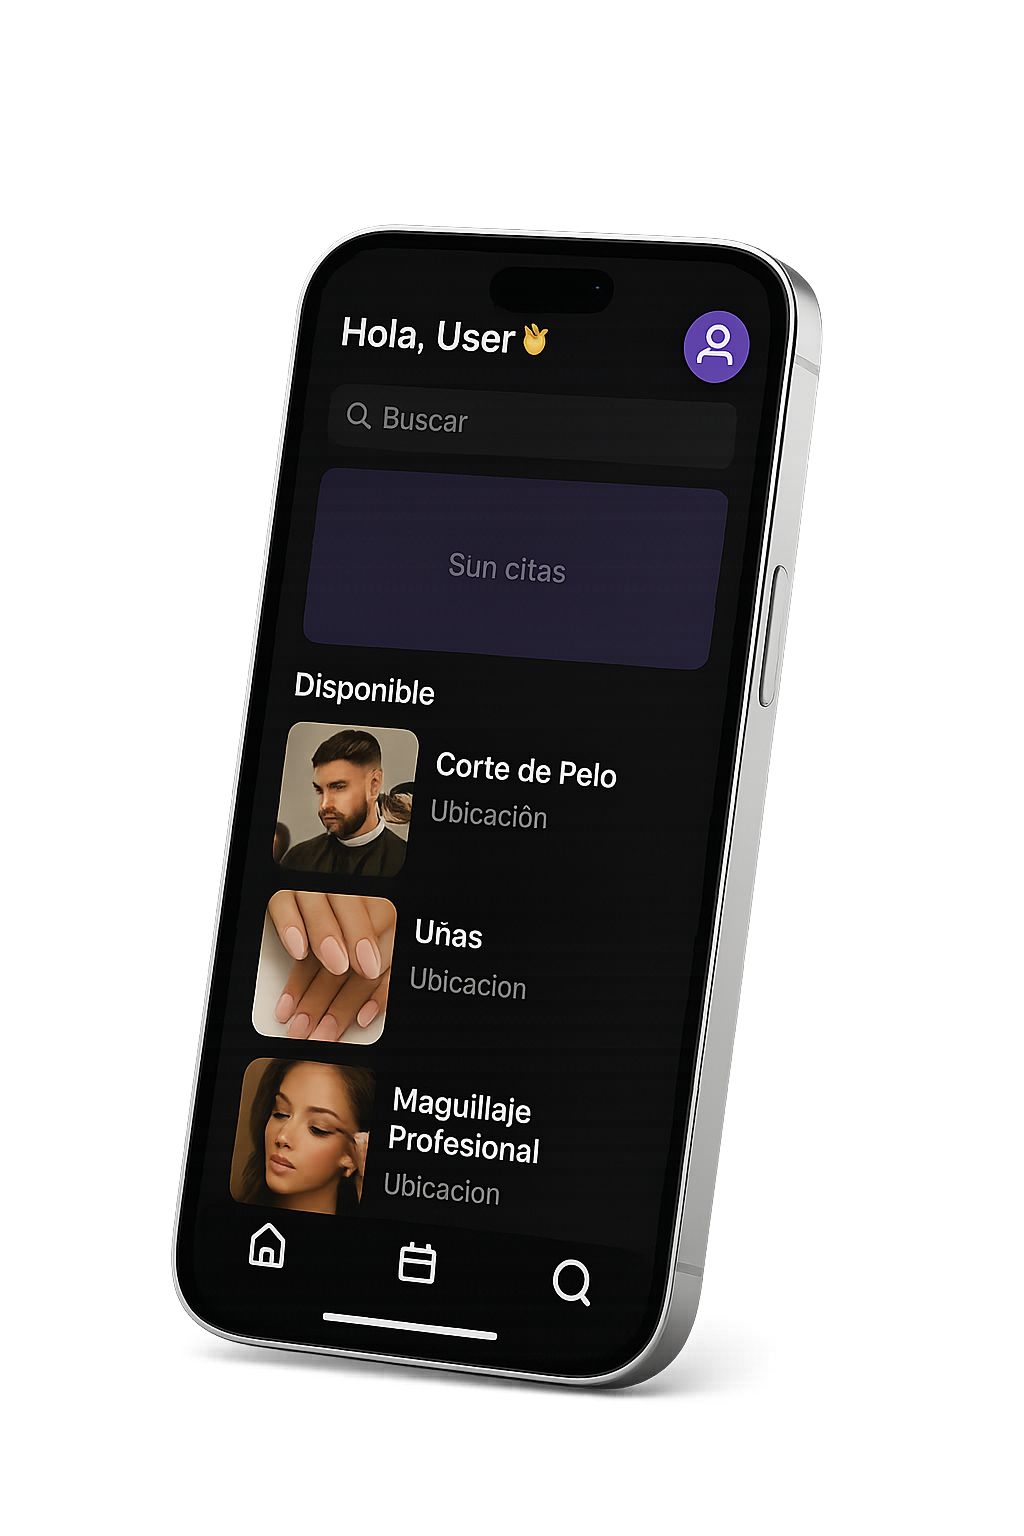 Hola, User
Buscar
Sun citas
Disponible
Corte de Pelo
Ubicaciôn
Uňas
Ubicacion
Maguillaje
Profesional
Ubicacion